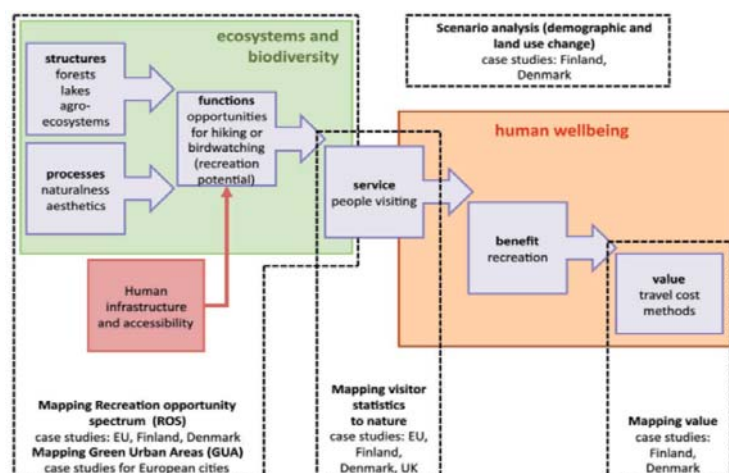 ecosystems and
biodiversity
structures
forests
lakes
agro-
ecosystems
processes
naturalness
aesthetics
functions
opportunities
for hiking or
birdwatching
(recreation
potential)
Human
infrastructure
and accessibility
service
people visiting
Scenario analysis (demographic and
land use change)
case studies: Finland,
Denmark
human wellbeing
benefit
recreation
value
travel cost
methods
Mapping Recreation opportunity
spectrum (ROS)
case studies: EU, Finland, Denmark
Mapping Green Urban Areas (GUA)
case studies for European cities
Mapping visitor
statistics
to nature
case studies: EU,
Finland,
Denmark, UK
Mapping value
case studies:
Finland,
Denmark